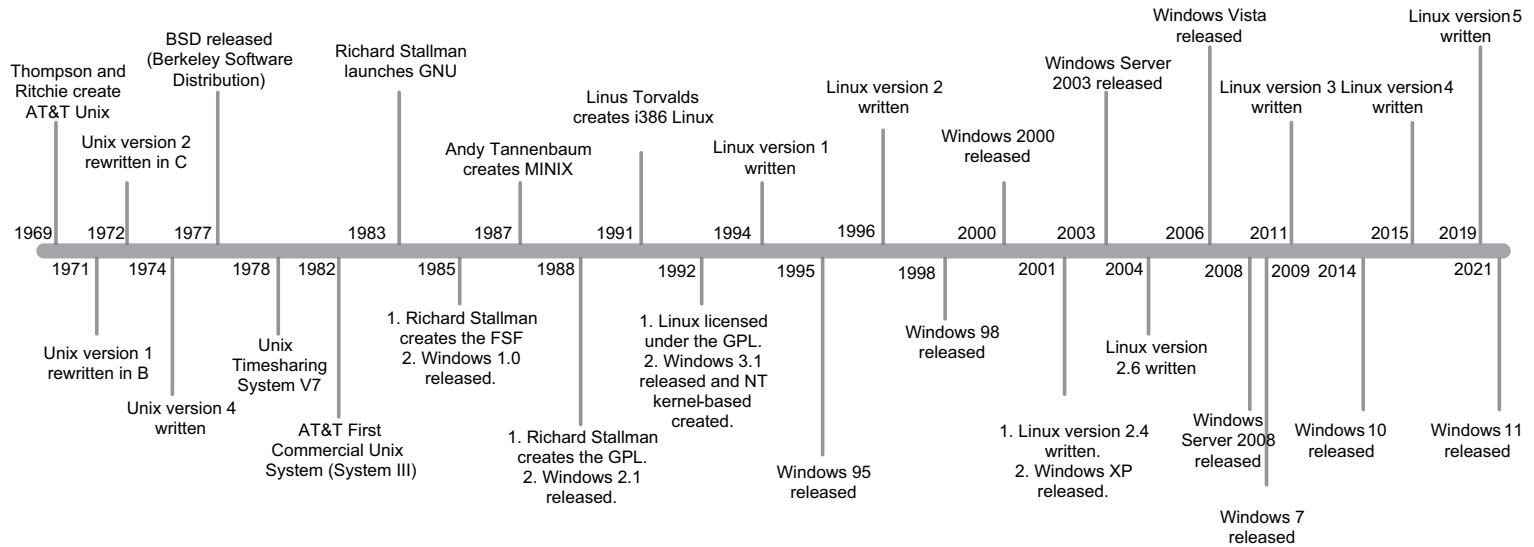 Thompson and
Ritchie create
AT&T Unix
Unix version 2
rewritten in C
BSD released
(Berkeley Software
Distribution)
Richard Stallman
launches GNU
Andy Tannenbaum
creates MINIX
Linus Torvalds
creates i386 Linux
Linux version 1
written
Linux version 2
written
Windows 2000
released
Windows Server
2003 released
Windows Vista
released
Linux version 3
written
Linux version 4
written
Linux version 5
written
1969
1972
1977
1983
1987
1991
1994
1996
2000
2003
2006
2011
2015
2019
1971
1974
1978
1982
1985
1988
1992
1995
1998
2001
2004
2008
2009
2014
2021
Unix version 1
rewritten in B
Unix version 4
written
Unix
Timesharing
System V7
AT&T First
Commercial Unix
System (System III)
1. Richard Stallman
creates the FSF
2. Windows 1.0
released.
1. Richard Stallman
creates the GPL.
2. Windows 2.1
released.
1. Linux licensed
under the GPL.
2. Windows 3.1
released and NT
kernel-based
created.
Windows 95
released
Windows 98
released
1. Linux version 2.4
written.
2. Windows XP
released.
Linux version
2.6 written
Windows
Server 2008
released
Windows 7
released
Windows 10
released
Windows 11
released